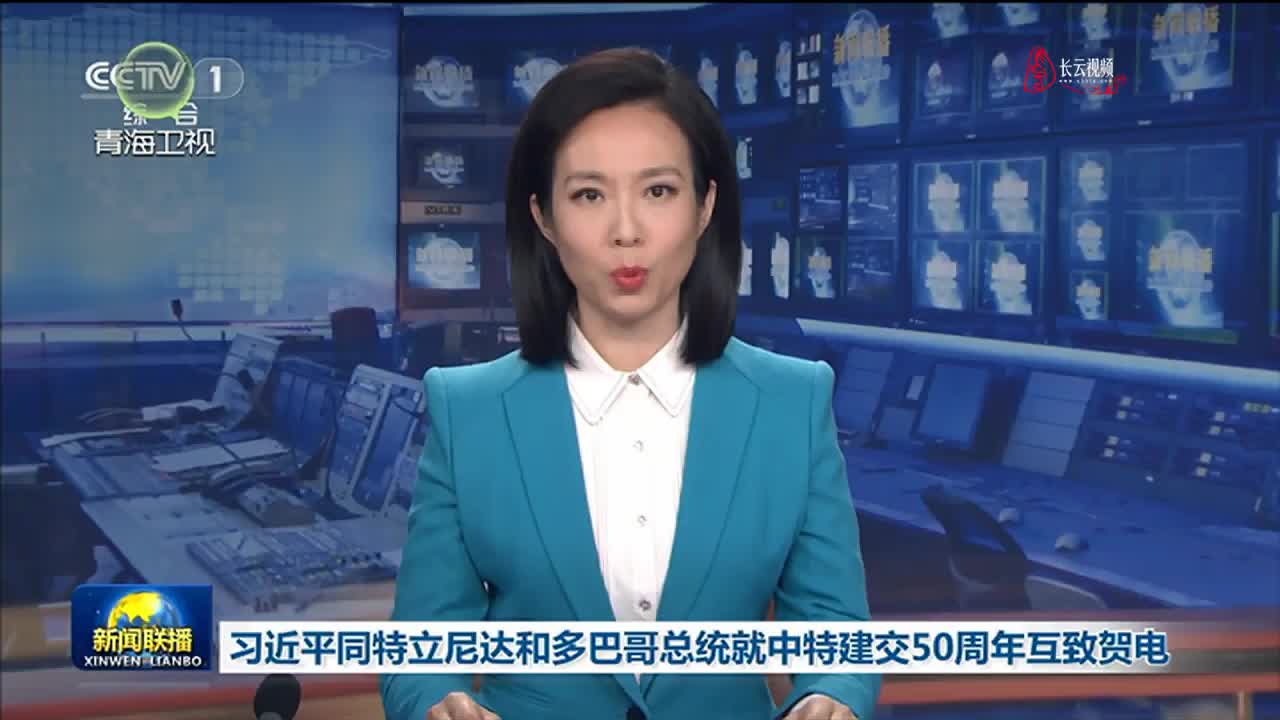 CCTV 1
综合
青海卫视
长云视频
新闻联播
XINWEN LIANBO
习近平同特立尼达和多巴哥总统就中特建交50周年互致贺电